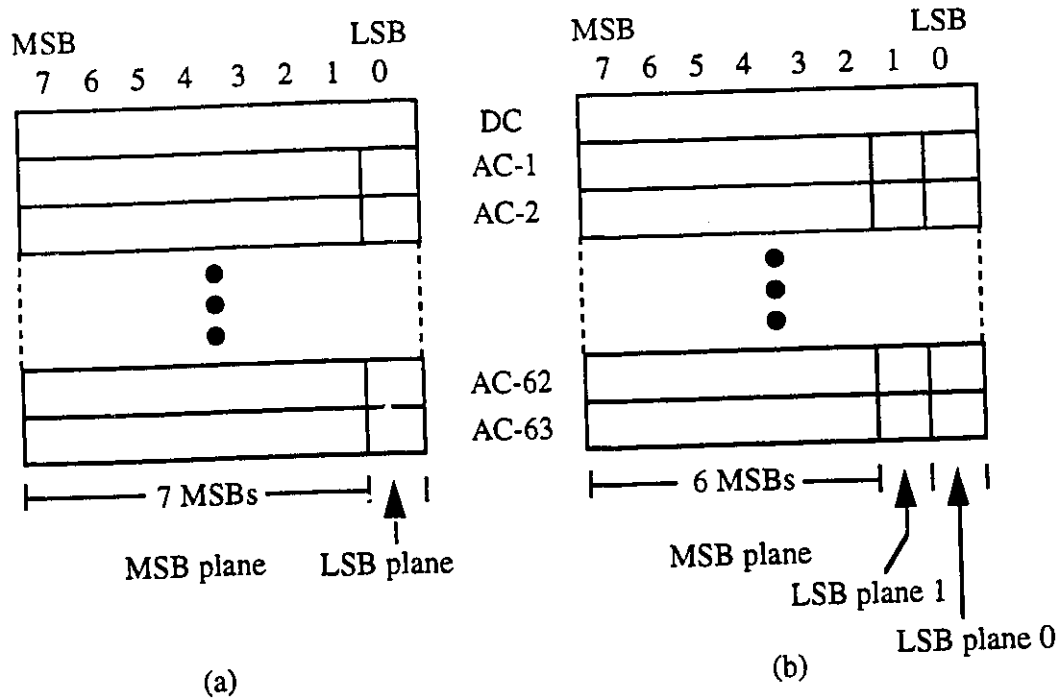 MSB LSB
7 6 5 4 3 2 1 0
MSB LSB
7 6 5 4 3 2 1 0
DC
AC-1
AC-2
AC-62
AC-63
7 MSBs
MSB plane LSB plane
(a)
6 MSBs
MSB plane
LSB plane 1
LSB plane 0
(b)